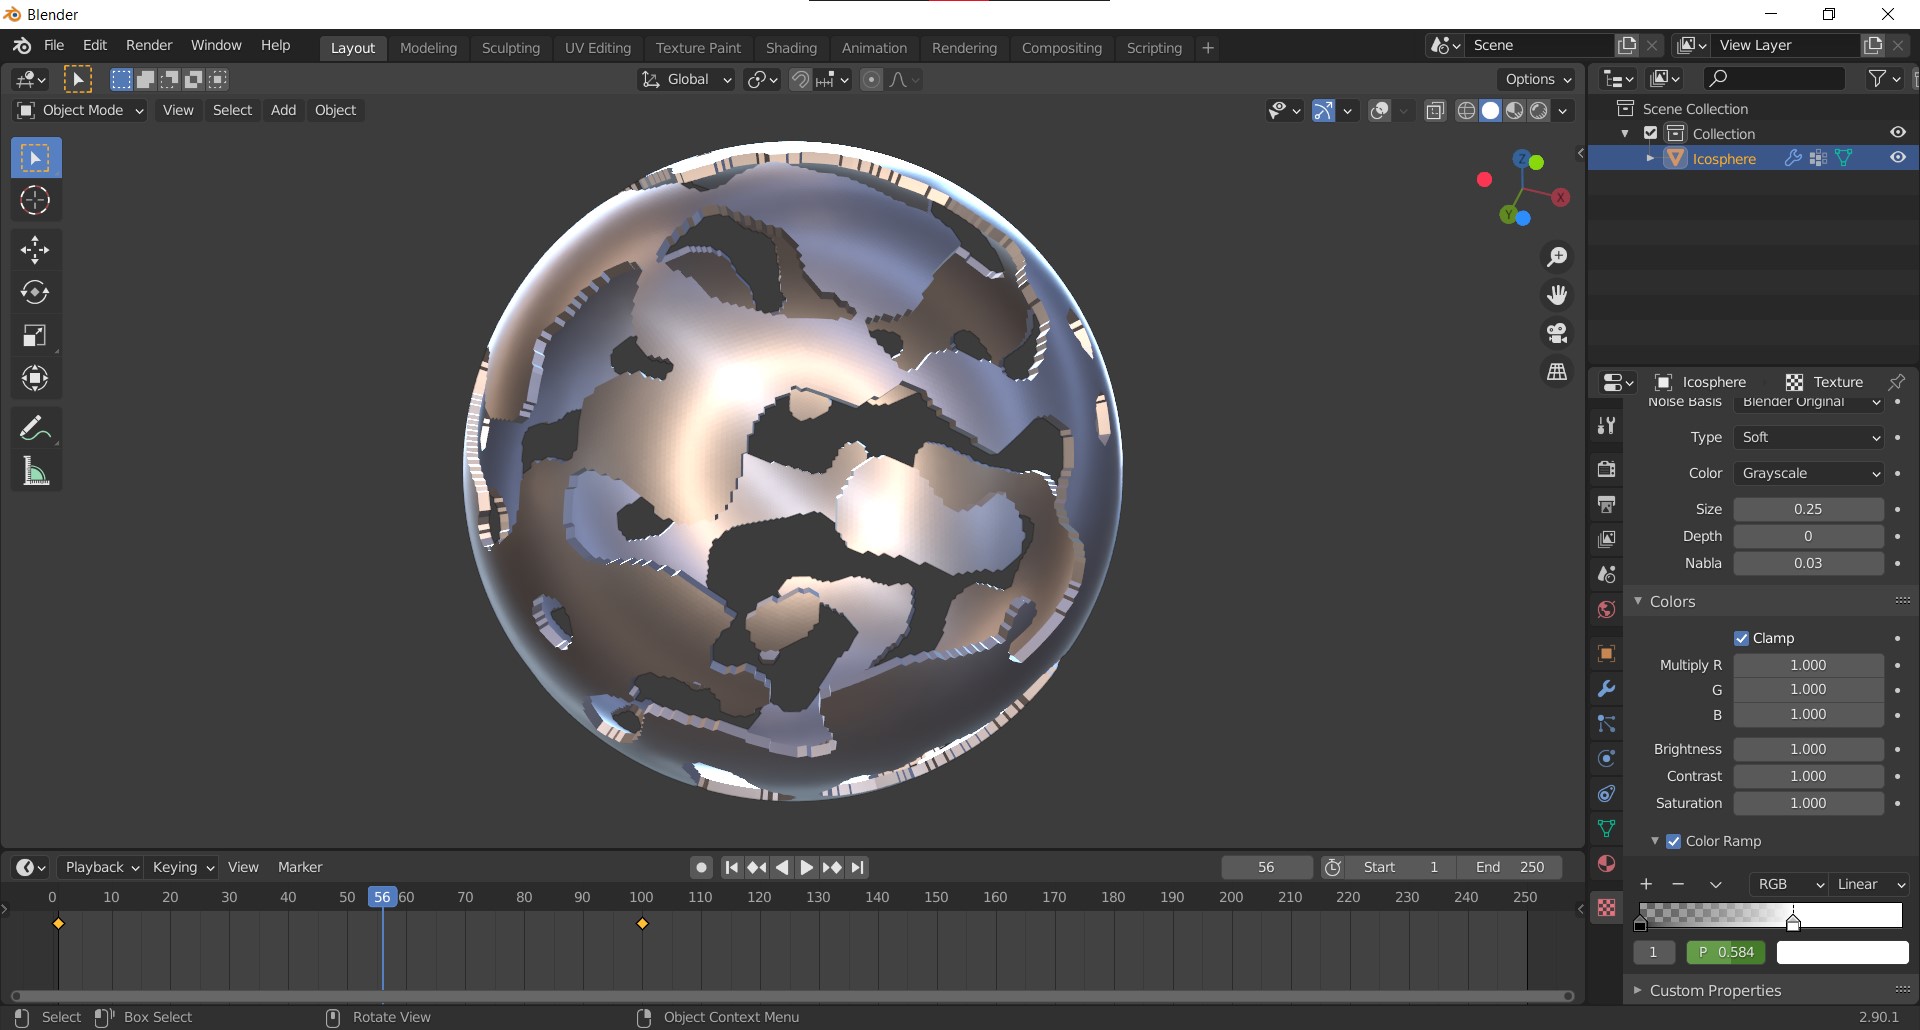 Blender
File Edit Render Window Help Layout Modeling Sculpting UV Editing Texture Paint Shading Animation Rendering Compositing Scripting + Scene View Layer
Global Options
Object Mode View Select Add Object
Scene Collection
Collection
Icosphere
Z
X
Y
Icosphere Texture
Noise Basis Blender Original
Type Soft
Color Grayscale
Size 0.25
Depth 0
Nabla 0.03
Colors
Clamp
Multiply R 1.000
G 1.000
B 1.000
Brightness 1.000
Contrast 1.000
Saturation 1.000
Color Ramp
+ − RGB Linear
1 P 0.584
Custom Properties
Playback Keying View Marker 56 Start 1 End 250
0 10 20 30 40 50 56 60 70 80 90 100 110 120 130 140 150 160 170 180 190 200 210 220 230 240 250
Select Box Select Rotate View Object Context Menu 2.90.1